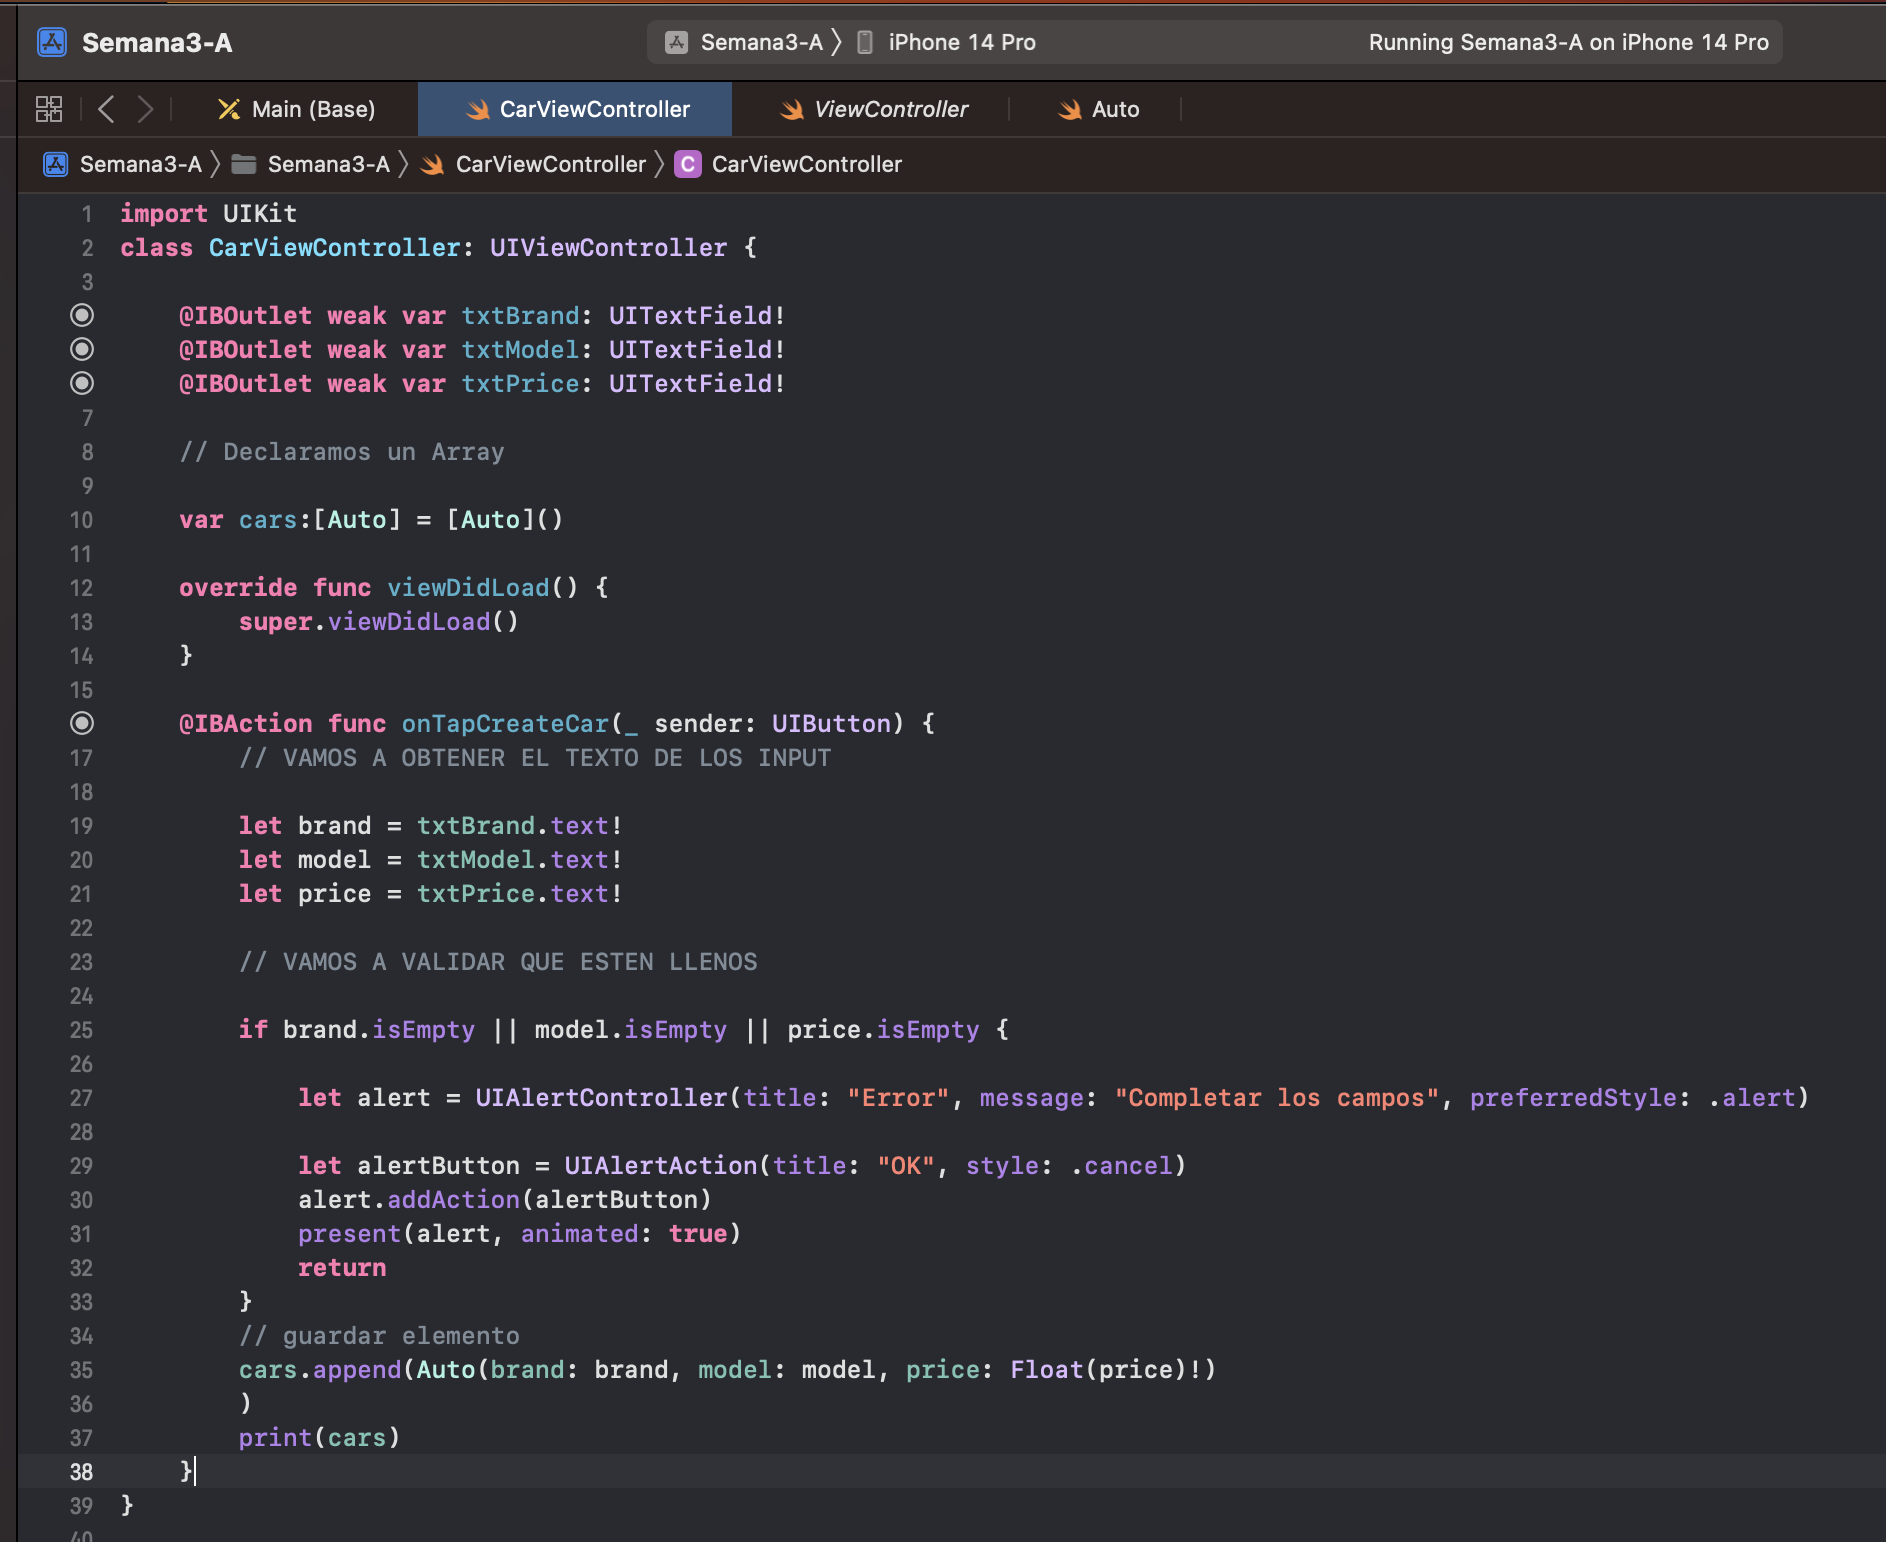 Semana3-A
Semana3-A 〉 iPhone 14 Pro
Running Semana3-A on iPhone 14 Pro
Main (Base)
CarViewController
ViewController
Auto
Semana3-A 〉 Semana3-A 〉 CarViewController 〉 C CarViewController
1 import UIKit
2 class CarViewController: UIViewController {
3
@IBOutlet weak var txtBrand: UITextField!
@IBOutlet weak var txtModel: UITextField!
@IBOutlet weak var txtPrice: UITextField!
7
8 // Declaramos un Array
9
10 var cars:[Auto] = [Auto]()
11
12 override func viewDidLoad() {
13 super.viewDidLoad()
14 }
15
@IBAction func onTapCreateCar(_ sender: UIButton) {
17 // VAMOS A OBTENER EL TEXTO DE LOS INPUT
18
19 let brand = txtBrand.text!
20 let model = txtModel.text!
21 let price = txtPrice.text!
22
23 // VAMOS A VALIDAR QUE ESTEN LLENOS
24
25 if brand.isEmpty || model.isEmpty || price.isEmpty {
26
27 let alert = UIAlertController(title: "Error", message: "Completar los campos", preferredStyle: .alert)
28
29 let alertButton = UIAlertAction(title: "OK", style: .cancel)
30 alert.addAction(alertButton)
31 present(alert, animated: true)
32 return
33 }
34 // guardar elemento
35 cars.append(Auto(brand: brand, model: model, price: Float(price)!)
36 )
37 print(cars)
38 }
39 }
40